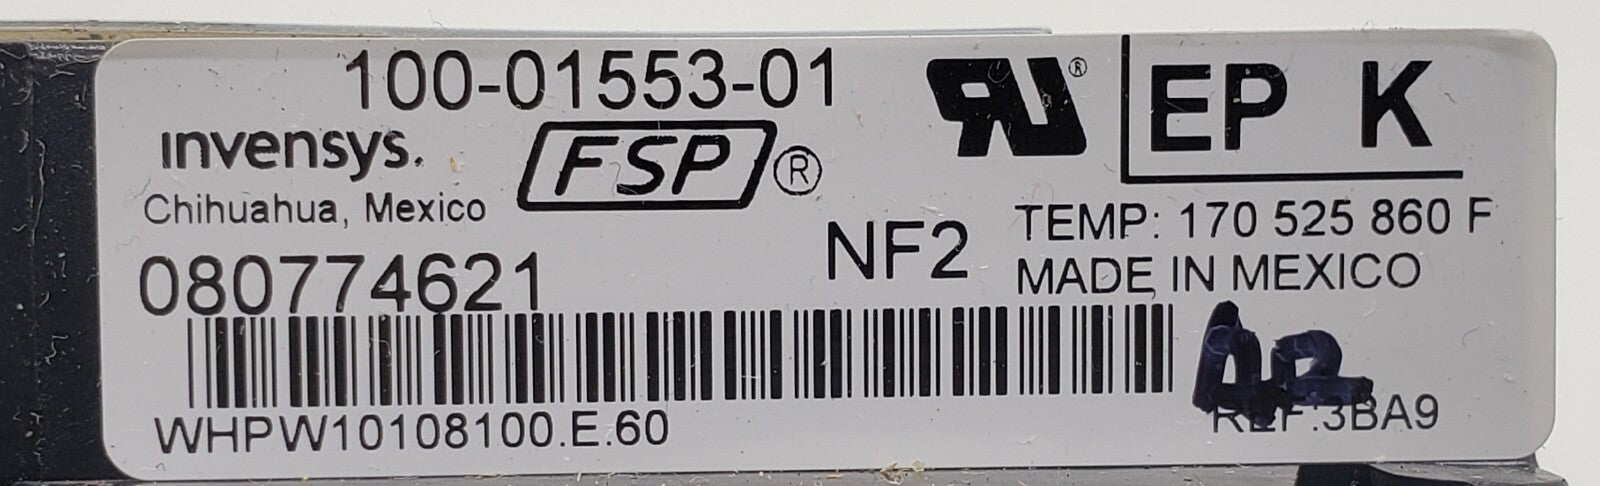 100-01553-01
invensys.
FSP®
Chihuahua, Mexico
080774621
NF2
WHPW10108100.E.60
RU®
EP K
TEMP: 170 525 860 F
MADE IN MEXICO
REF:3BA9